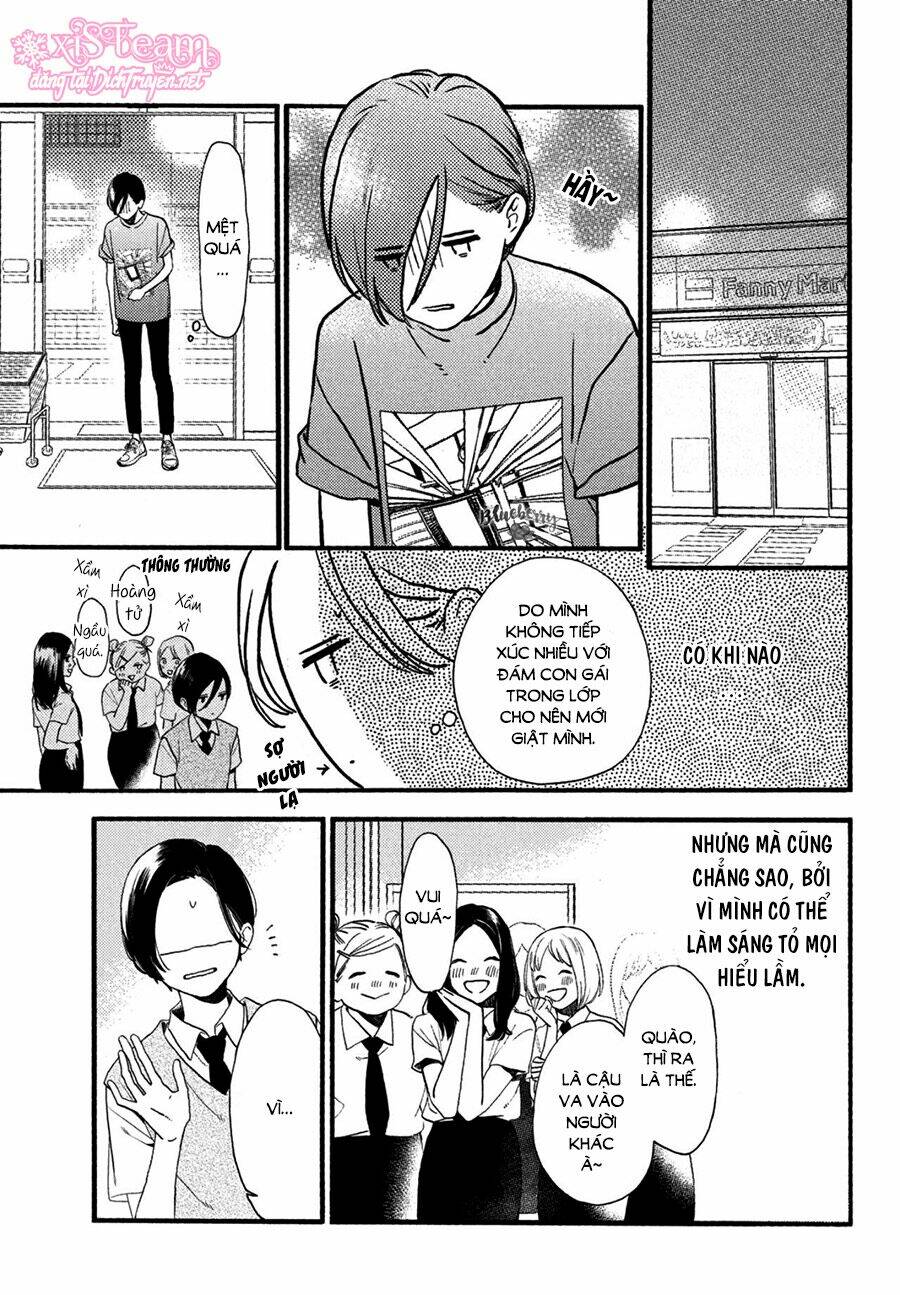 exisTeam
đăng tại DichTruyen.net
Fanny Mart
HẦY~
Blueberry
MỆT
QUÁ
...
CÓ KHI NÀO
DO MÌNH
KHÔNG TIẾP
XÚC NHIỀU VỚI
ĐÁM CON GÁI
TRONG LỚP
CHO NÊN MỚI
GIẬT MÌNH.
SỢ
NGƯỜI
LẠ
THÔNG THƯỜNG
Xầm
xì
Hoàng
tử
Xầm
xì
Ngầu
quá.
NHƯNG MÀ CŨNG
CHẲNG SAO, BỞI
VÌ MÌNH CÓ THỂ
LÀM SÁNG TỎ MỌI
HIỂU LẦM.
QUÀO,
THÌ RA
LÀ THẾ.
LÀ CẬU
VA VÀO
NGƯỜI
KHÁC
À~
VUI
QUÁ~
VÌ...